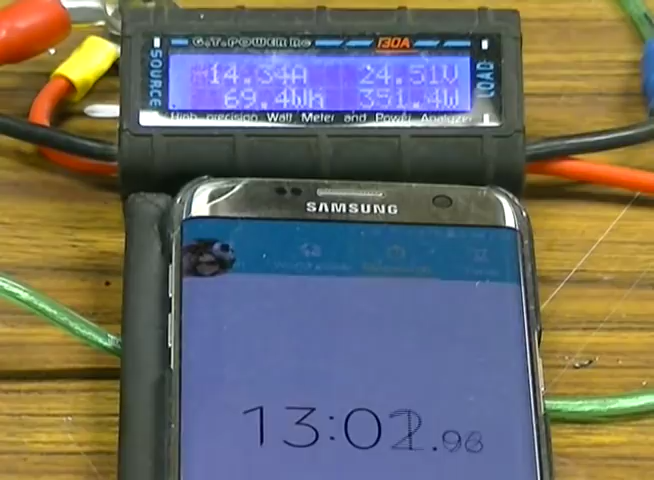 G.T.POWER RC 130A
SOURCE
14.34A 24.51V
69.4Wh 351.4W
LOAD
High precision Watt Meter and Power Analyzer
SAMSUNG
13:02.96